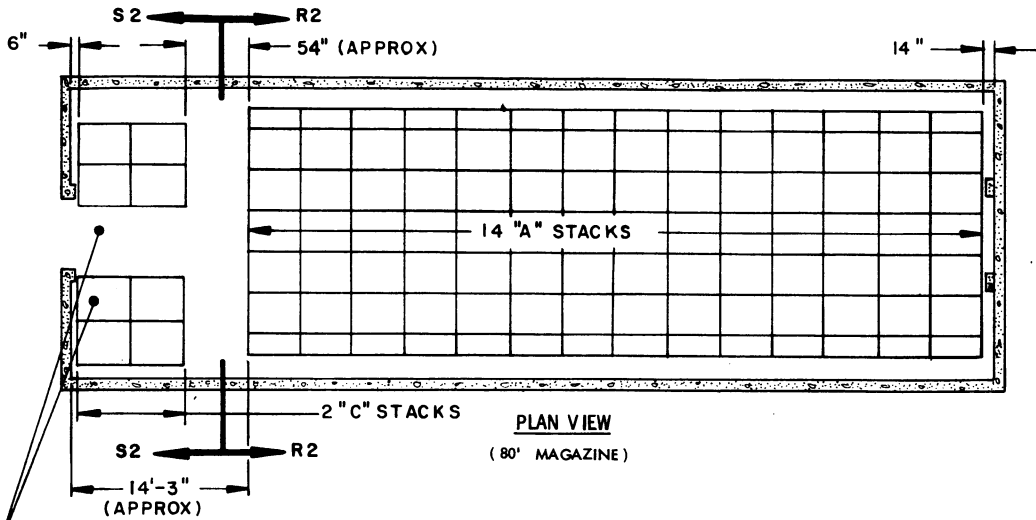 S2 R2
6" 54" (APPROX) 14"
14 "A" STACKS
2 "C" STACKS
PLAN VIEW
(80' MAGAZINE)
S2 R2
14'-3"
(APPROX)